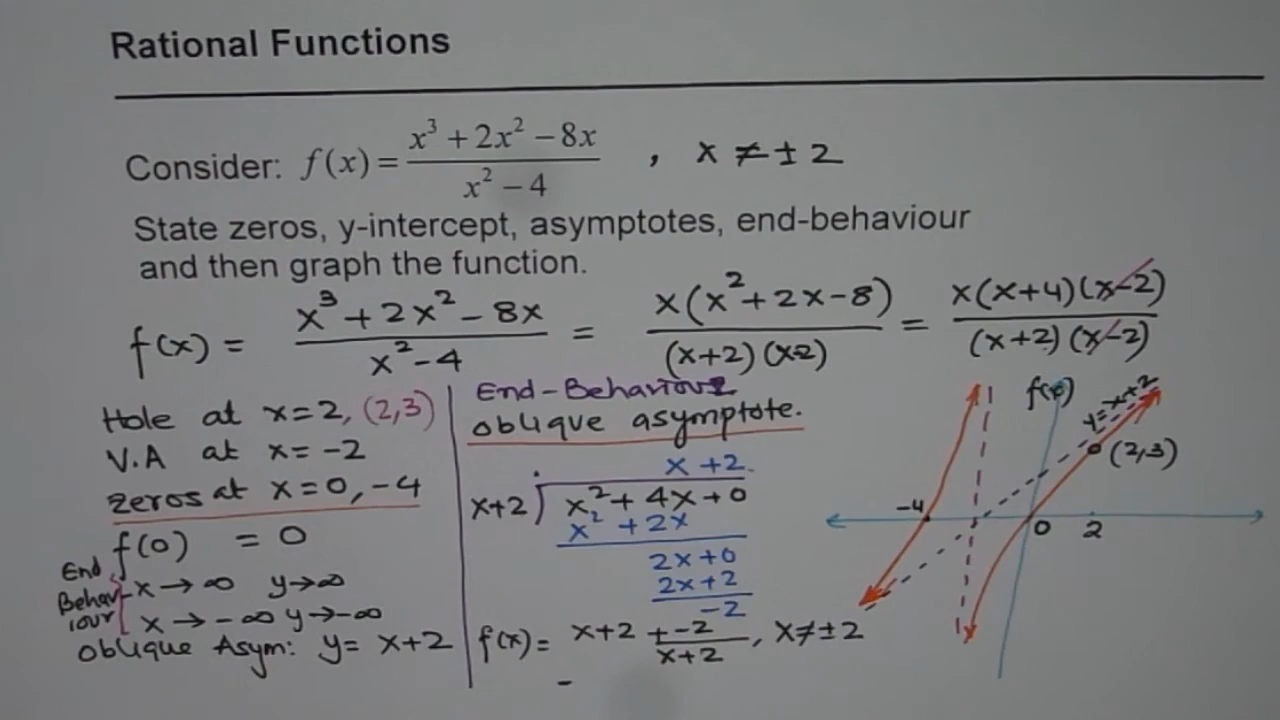 Rational Functions
Consider: f(x) = x³ + 2x² – 8x / x² – 4 , x ≠ ± 2
State zeros, y-intercept, asymptotes, end-behaviour
and then graph the function.
f(x) = x³ + 2x² – 8x / x² – 4 = x(x² + 2x – 8) / (x+2)(x-2) = x(x+4)(x-2) / (x+2)(x-2)
Hole at x = 2, (2,3)
V.A at x = -2
zeros at x = 0, -4
f(0) = 0
End Behaviour
x → ∞ y → ∞
x → -∞ y → -∞
Oblique Asym: y = x+2
End-Behaviour
Oblique asymptote.
x + 2
x+2 ) x² + 4x + 0
x² + 2x
2x + 0
2x + 2
-2
f(x) = x+2 + -2 / x+2 , x ≠ ± 2
f(x)
y = x+2
(2,3)
-4
0 2